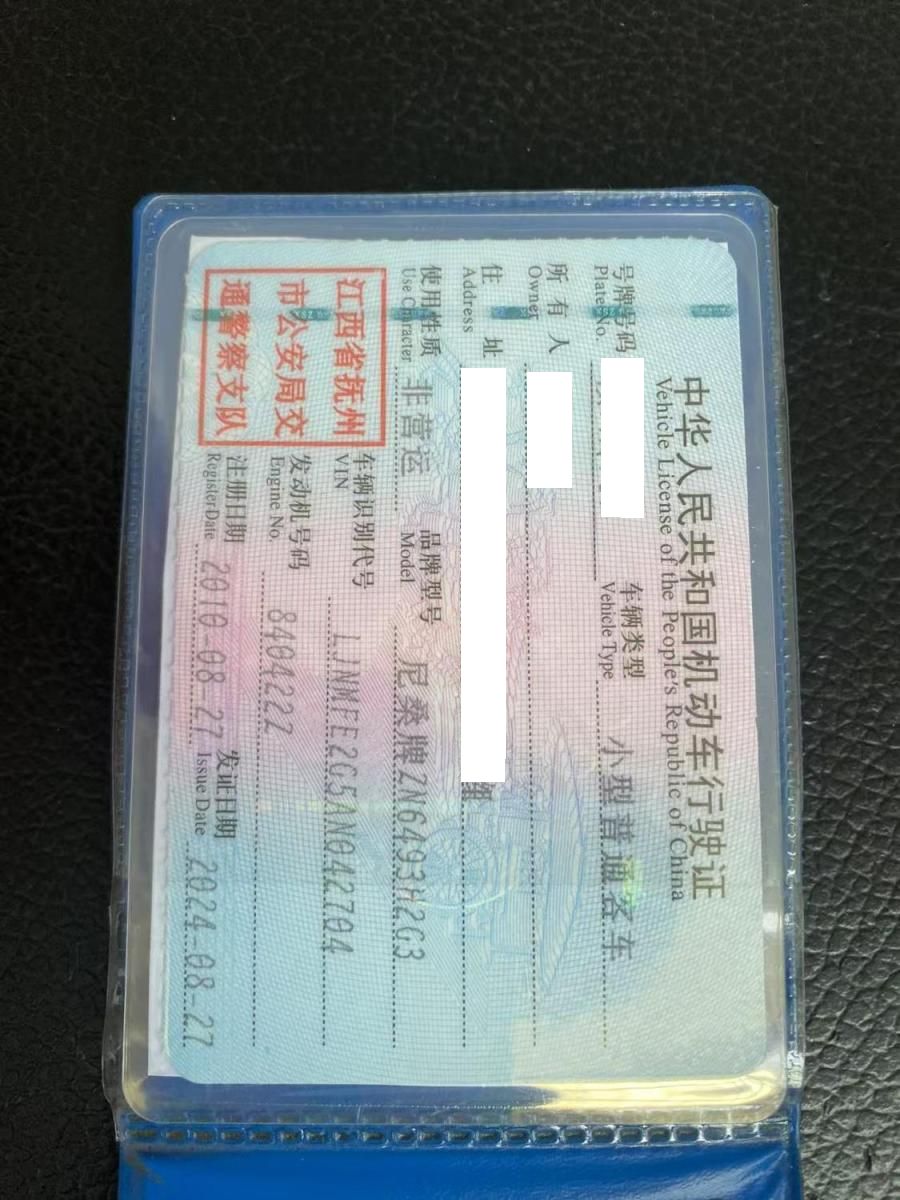 中华人民共和国机动车行驶证
Vehicle License of the People's Republic of China
号牌号码
Plate No.
车辆类型 小型普通客车
Vehicle Type
所有人
Owner
住址
Address
使用性质 非营运
Use Character
品牌型号 尼桑牌ZN6493H2G3
Model
江西省抚州
市公安局交
通警察支队
车辆识别代号 LJNMFE2G5AN042704
VIN
发动机号码 840422Z
Engine No.
注册日期 2010-08-27
Register Date
发证日期 2024-08-27
Issue Date